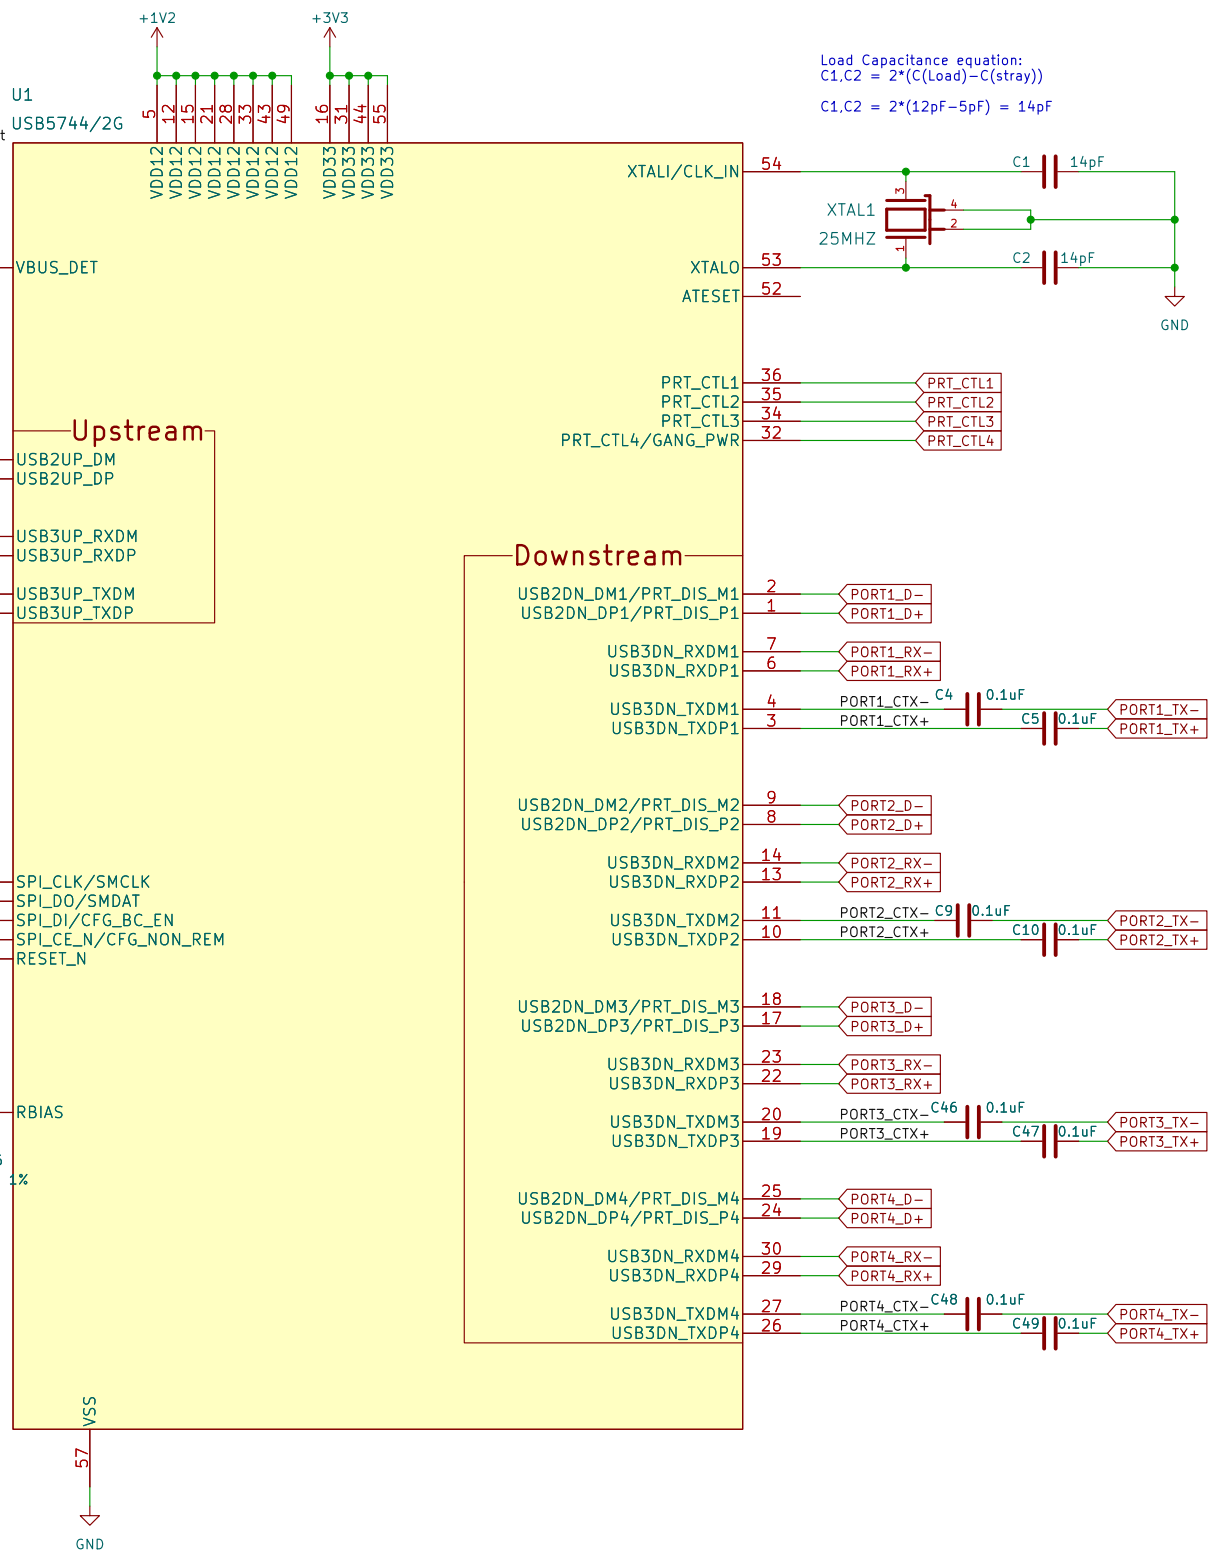 +1V2
+3V3
Load Capacitance equation:
C1,C2 = 2*(C(Load)-C(stray))
C1,C2 = 2*(12pF-5pF) = 14pF
U1
USB5744/2G
t
5
12
15
21
28
33
43
49
16
31
44
55
VDD12
VDD12
VDD12
VDD12
VDD12
VDD12
VDD12
VDD12
VDD33
VDD33
VDD33
VDD33
XTALI/CLK_IN 54
C1 14pF
3
XTAL1
4
25MHZ
2
1
VBUS_DET
XTALO 53
C2 14pF
ATESET 52
GND
PRT_CTL1 36 PRT_CTL1
PRT_CTL2 35 PRT_CTL2
PRT_CTL3 34 PRT_CTL3
PRT_CTL4/GANG_PWR 32 PRT_CTL4
Upstream
USB2UP_DM
USB2UP_DP
USB3UP_RXDM
USB3UP_RXDP
USB3UP_TXDM
USB3UP_TXDP
Downstream
USB2DN_DM1/PRT_DIS_M1 2 PORT1_D-
USB2DN_DP1/PRT_DIS_P1 1 PORT1_D+
USB3DN_RXDM1 7 PORT1_RX-
USB3DN_RXDP1 6 PORT1_RX+
USB3DN_TXDM1 4 PORT1_CTX- C4 0.1uF PORT1_TX-
USB3DN_TXDP1 3 PORT1_CTX+ C5 0.1uF PORT1_TX+
USB2DN_DM2/PRT_DIS_M2 9 PORT2_D-
USB2DN_DP2/PRT_DIS_P2 8 PORT2_D+
USB3DN_RXDM2 14 PORT2_RX-
USB3DN_RXDP2 13 PORT2_RX+
USB3DN_TXDM2 11 PORT2_CTX- C9 0.1uF PORT2_TX-
USB3DN_TXDP2 10 PORT2_CTX+ C10 0.1uF PORT2_TX+
SPI_CLK/SMCLK
SPI_DO/SMDAT
SPI_DI/CFG_BC_EN
SPI_CE_N/CFG_NON_REM
RESET_N
USB2DN_DM3/PRT_DIS_M3 18 PORT3_D-
USB2DN_DP3/PRT_DIS_P3 17 PORT3_D+
USB3DN_RXDM3 23 PORT3_RX-
USB3DN_RXDP3 22 PORT3_RX+
RBIAS
USB3DN_TXDM3 20 PORT3_CTX- C46 0.1uF PORT3_TX-
USB3DN_TXDP3 19 PORT3_CTX+ C47 0.1uF PORT3_TX+
1%
USB2DN_DM4/PRT_DIS_M4 25 PORT4_D-
USB2DN_DP4/PRT_DIS_P4 24 PORT4_D+
USB3DN_RXDM4 30 PORT4_RX-
USB3DN_RXDP4 29 PORT4_RX+
USB3DN_TXDM4 27 PORT4_CTX- C48 0.1uF PORT4_TX-
USB3DN_TXDP4 26 PORT4_CTX+ C49 0.1uF PORT4_TX+
VSS
57
GND